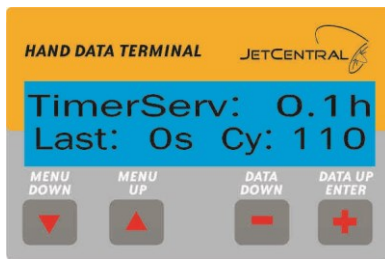 HAND DATA TERMINAL
JETCENTRAL
TimerServ: 0.1h
Last: 0s Cy: 110
MENU DOWN
MENU UP
DATA DOWN
DATA UP ENTER